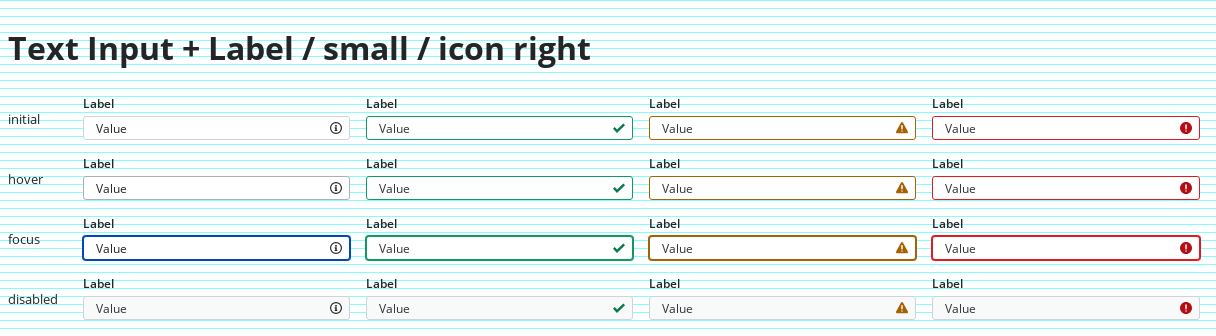 Text Input + Label / small / icon right
Label Label Label Label
initial Value Value Value Value
Label Label Label Label
hover Value Value Value Value
Label Label Label Label
focus Value Value Value Value
Label Label Label Label
disabled Value Value Value Value